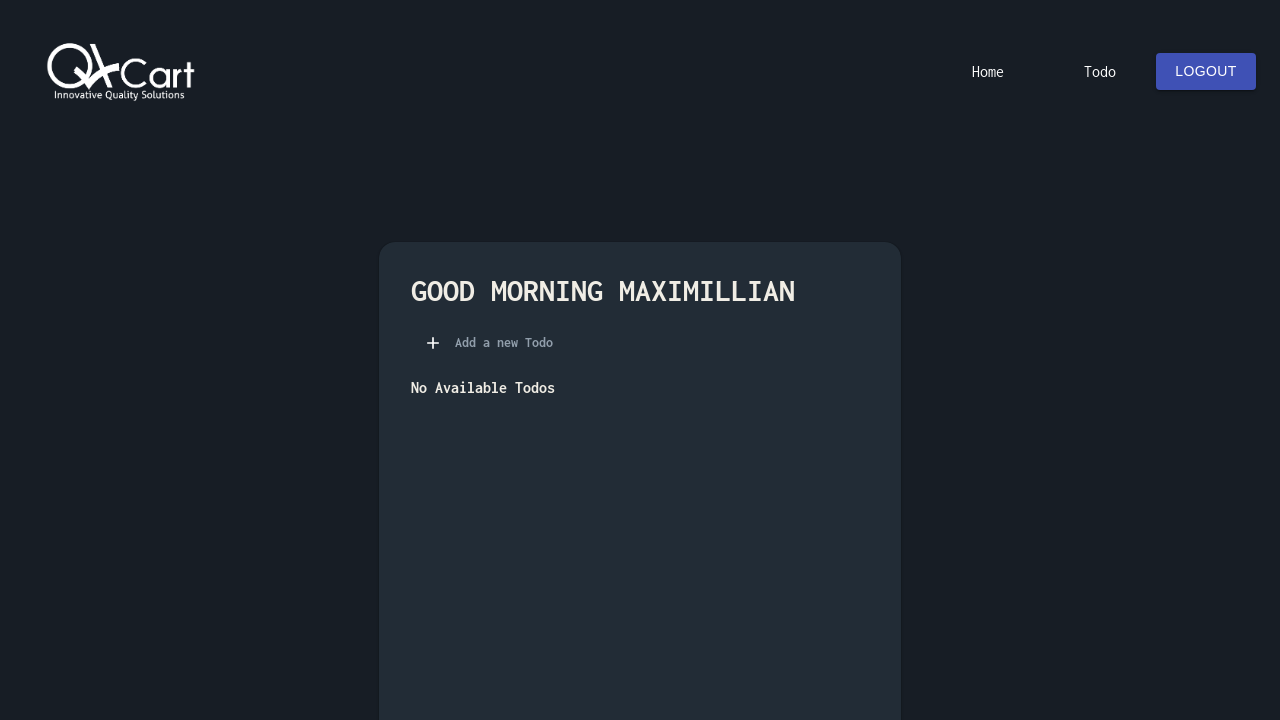 QACart
Innovative Quality Solutions
Home
Todo
LOGOUT
GOOD MORNING MAXIMILLIAN
+ Add a new Todo
No Available Todos